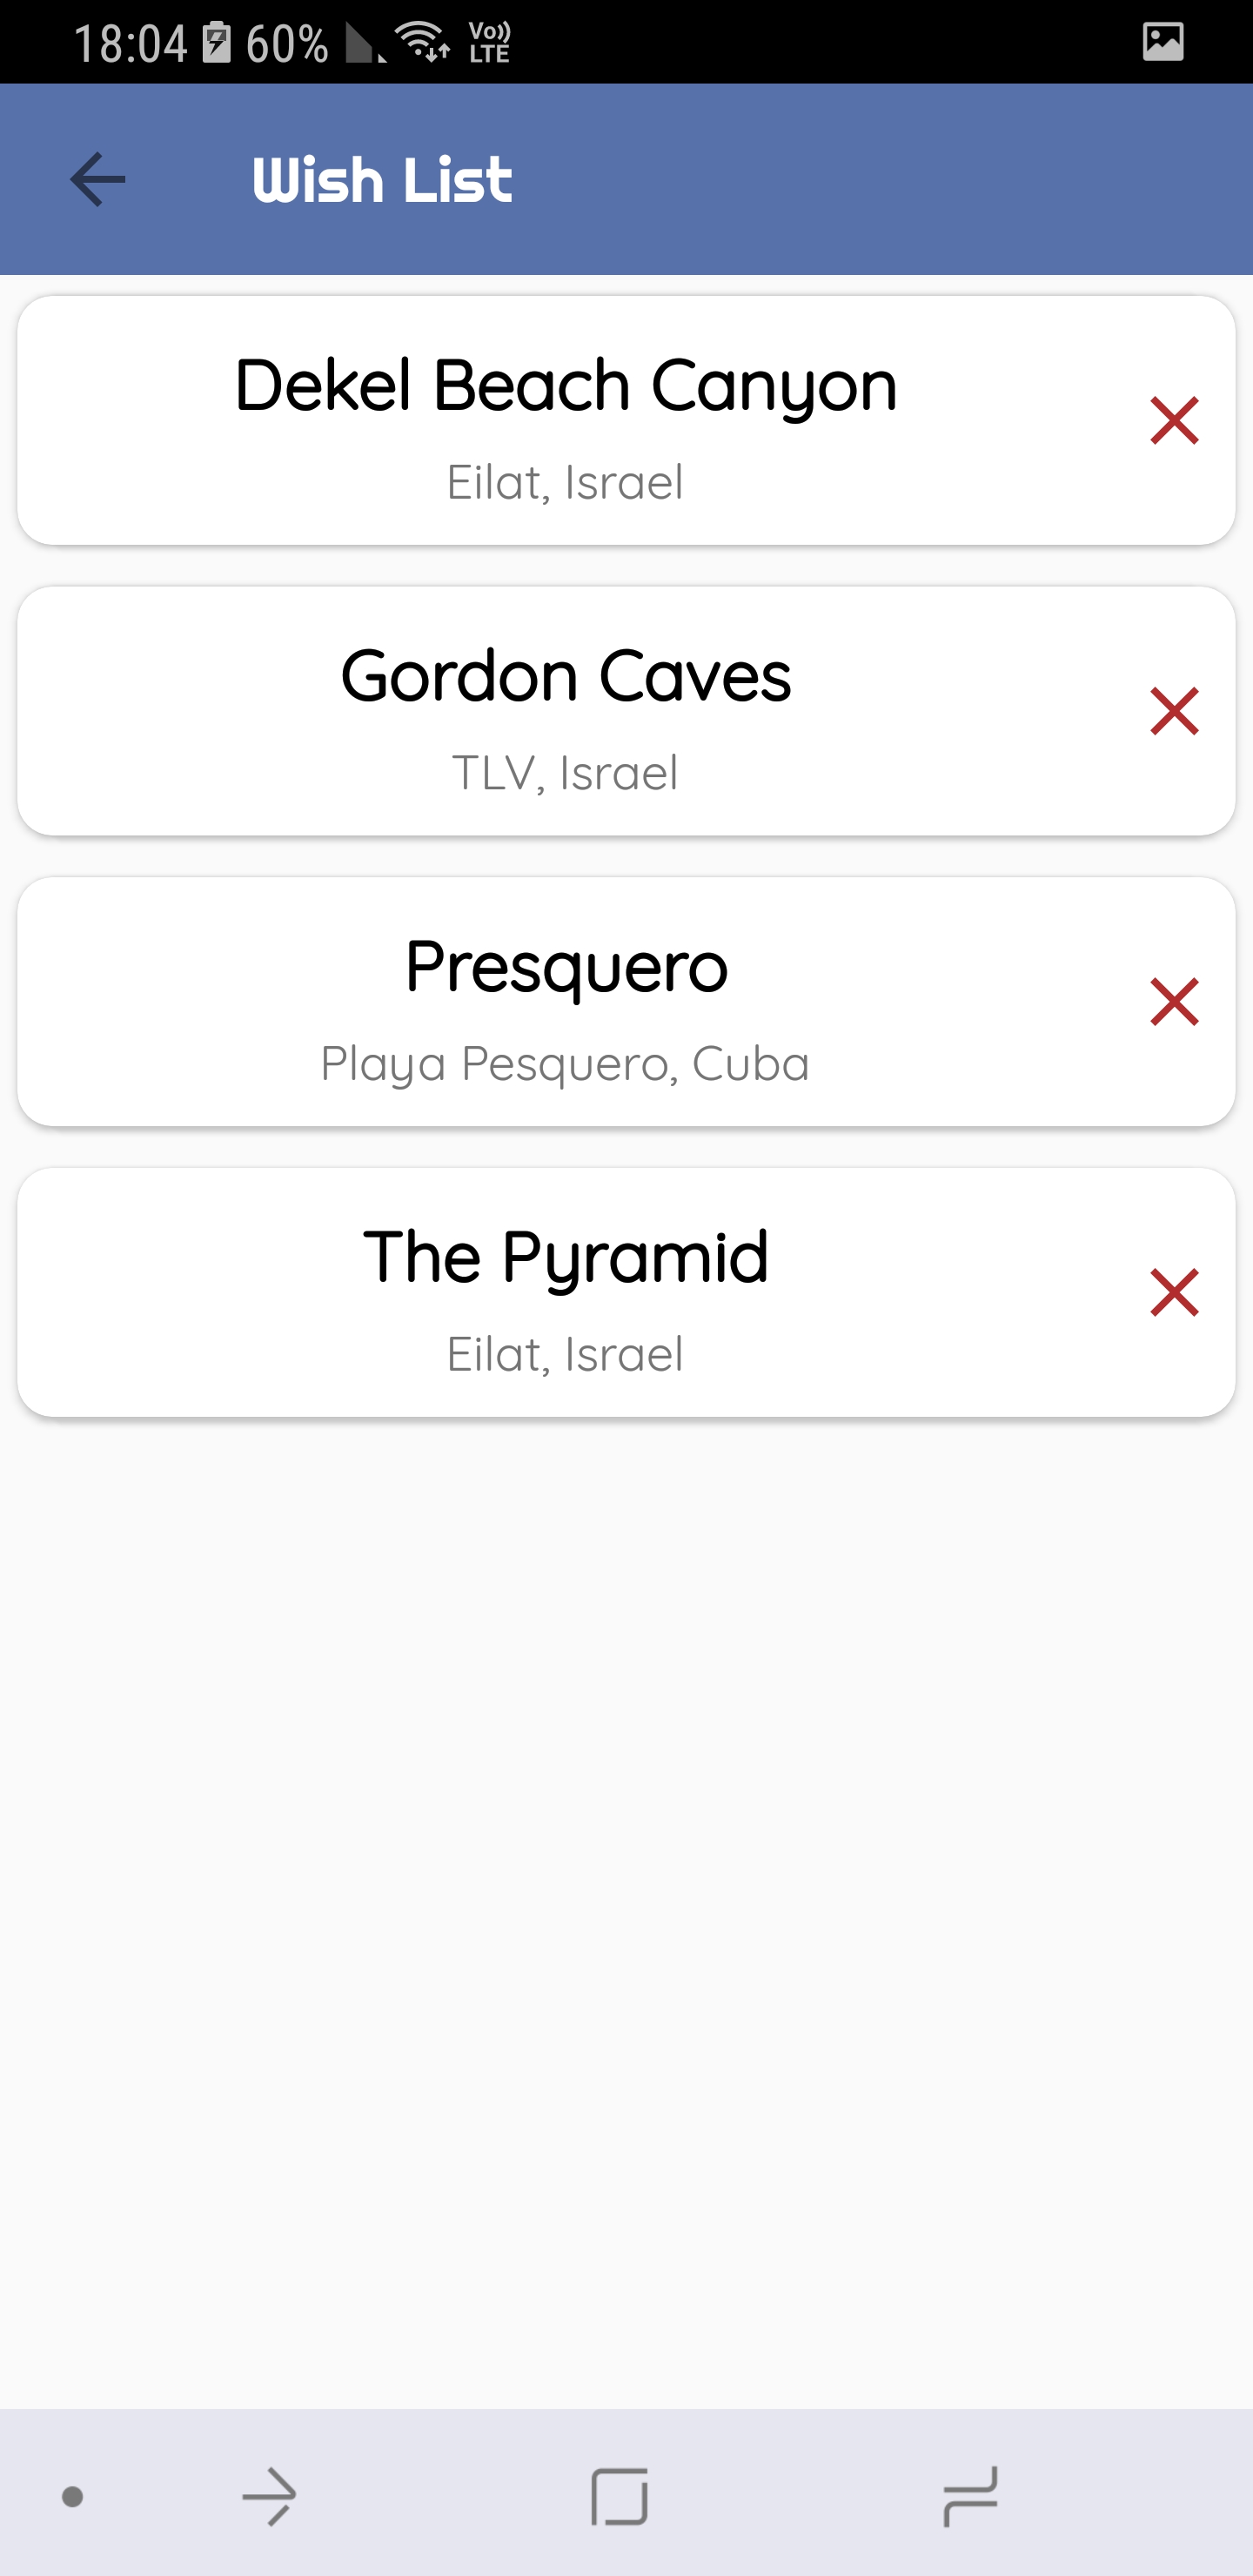 18:04 60% Vo)) LTE
Wish List
Dekel Beach Canyon
Eilat, Israel
Gordon Caves
TLV, Israel
Presquero
Playa Pesquero, Cuba
The Pyramid
Eilat, Israel